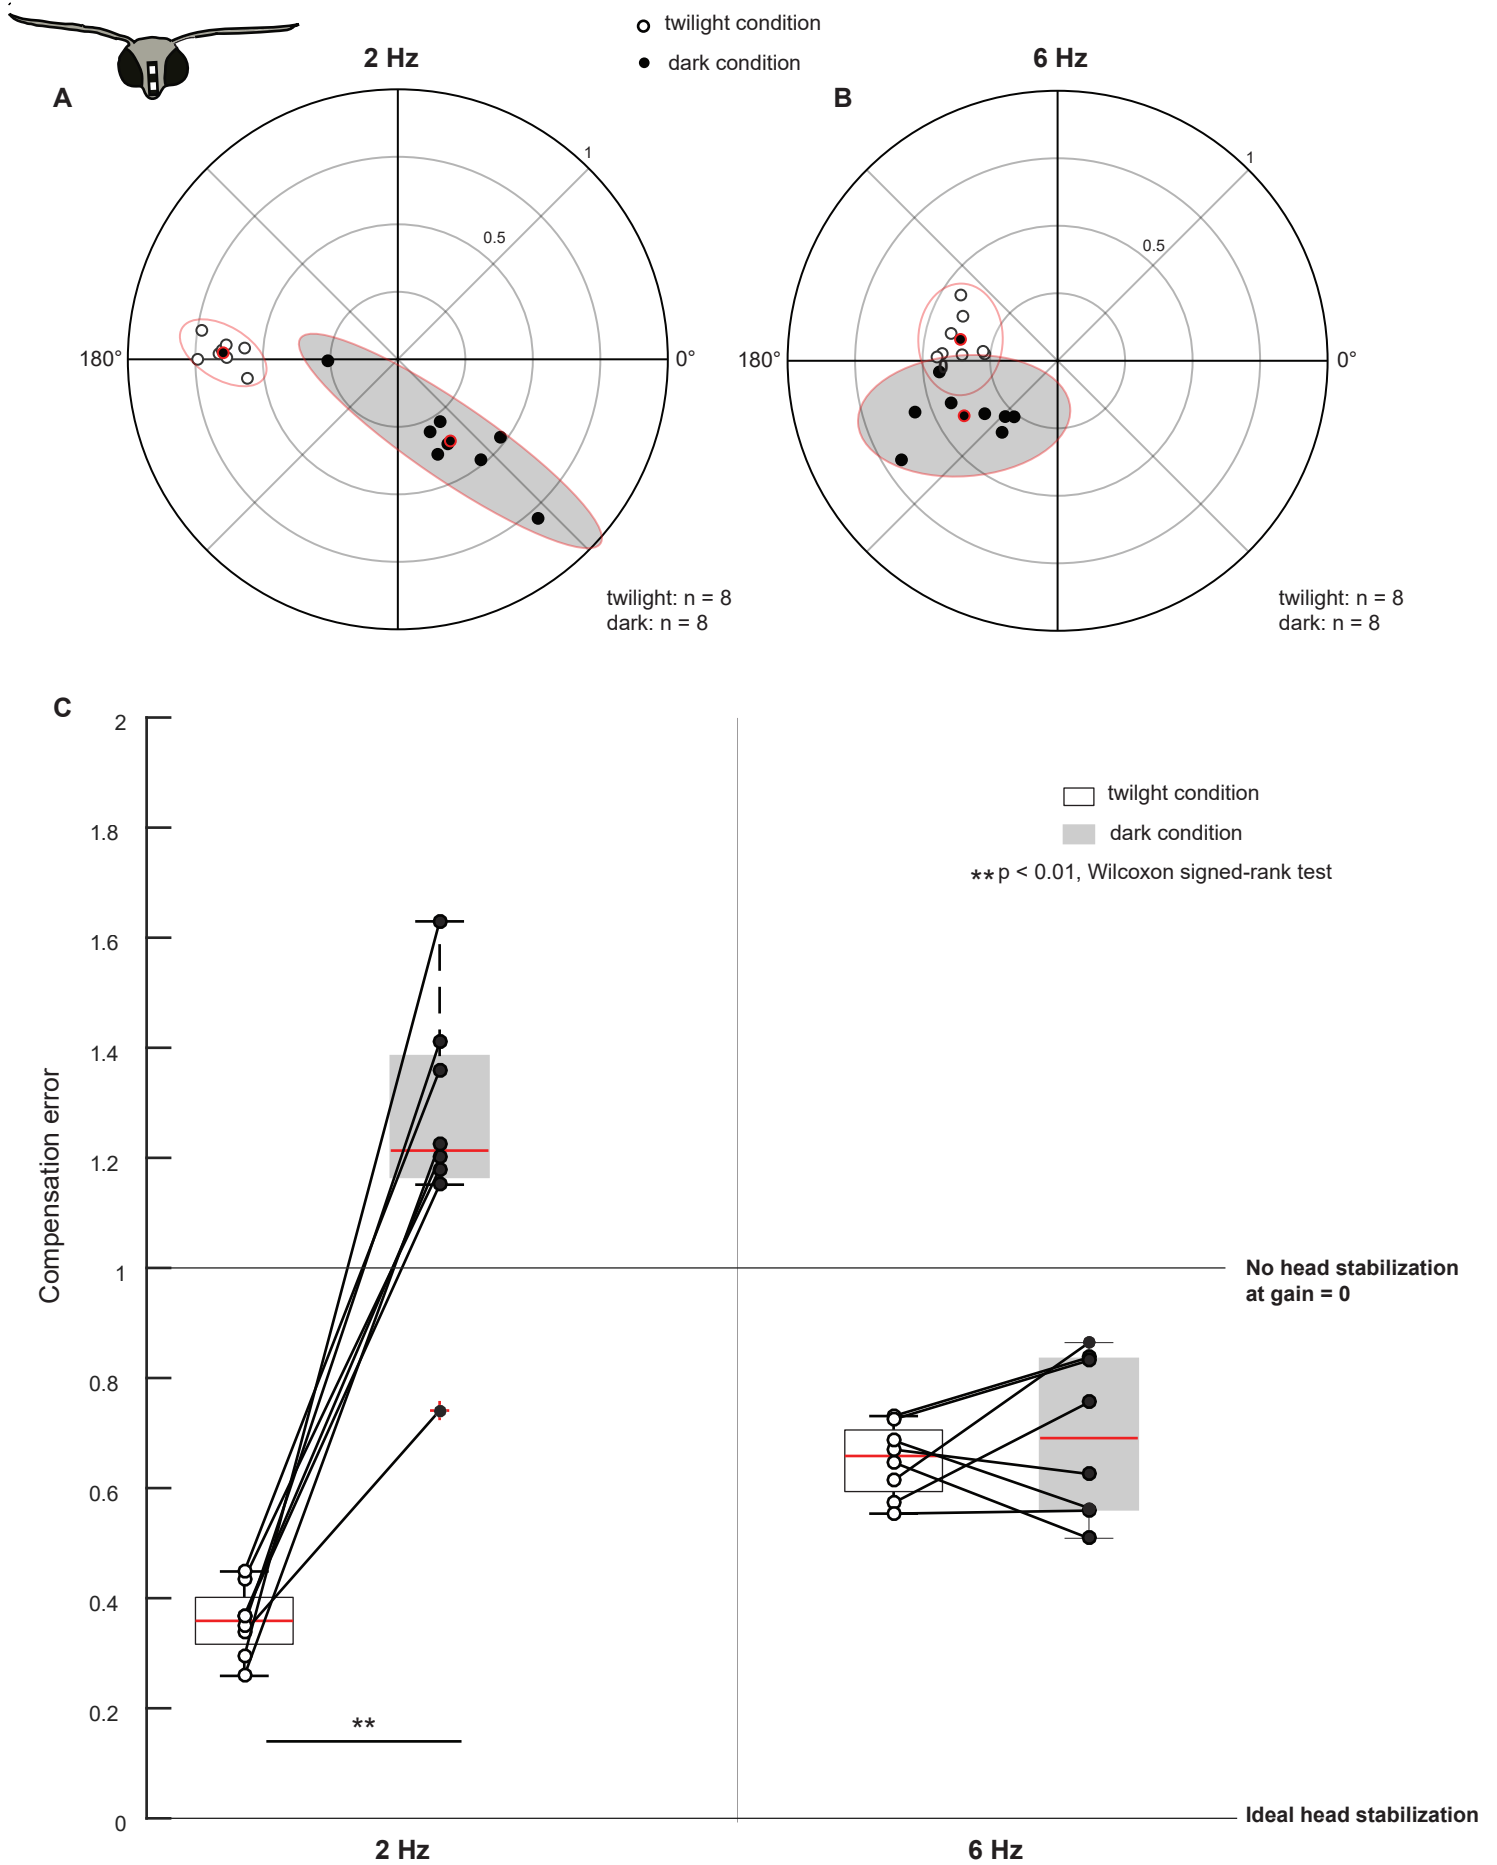 twilight condition
dark condition
2 Hz
6 Hz
A
B
1
0.5
180°
0°
1
0.5
180°
0°
twilight: n = 8
dark: n = 8
twilight: n = 8
dark: n = 8
C
2
1.8
1.6
1.4
1.2
1
0.8
0.6
0.4
0.2
0
Compensation error
twilght condition
dark condition
**p < 0.01, Wilcoxon signed-rank test
No head stabilization
at gain = 0
**
Ideal head stabilization
2 Hz
6 Hz